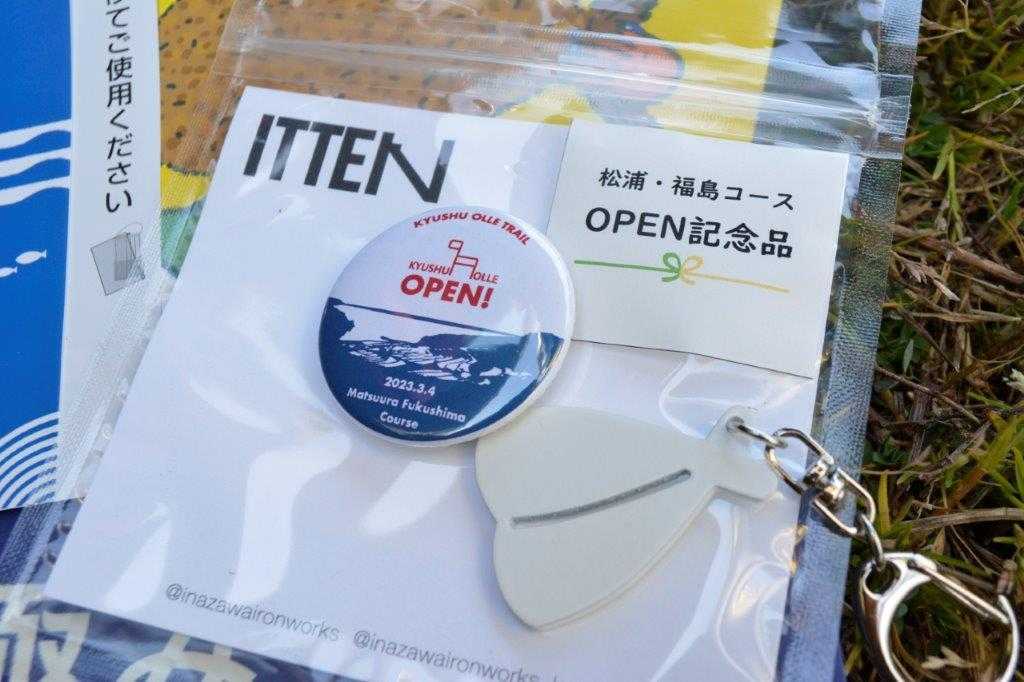 てご使用ください
ITTEN
松浦・福島コース
OPEN記念品
KYUSHU OLLE TRAIL
KYUSHU OLLE
OPEN!
2023.3.4
Matsuura Fukushima
Course
@inazawaironworks @inazawaironworks